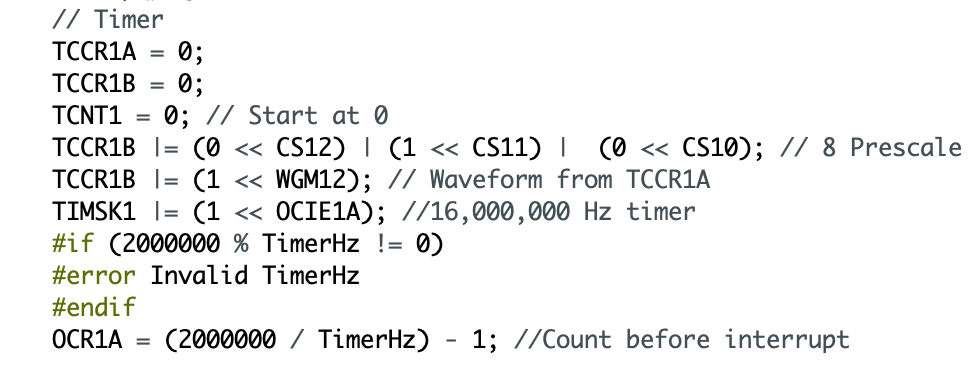 // Timer
TCCR1A = 0;
TCCR1B = 0;
TCNT1 = 0; // Start at 0
TCCR1B |= (0 << CS12) | (1 << CS11) |  (0 << CS10); // 8 Prescale
TCCR1B |= (1 << WGM12); // Waveform from TCCR1A
TIMSK1 |= (1 << OCIE1A); //16,000,000 Hz timer
#if (2000000 % TimerHz != 0)
#error Invalid TimerHz
#endif
OCR1A = (2000000 / TimerHz) - 1; //Count before interrupt